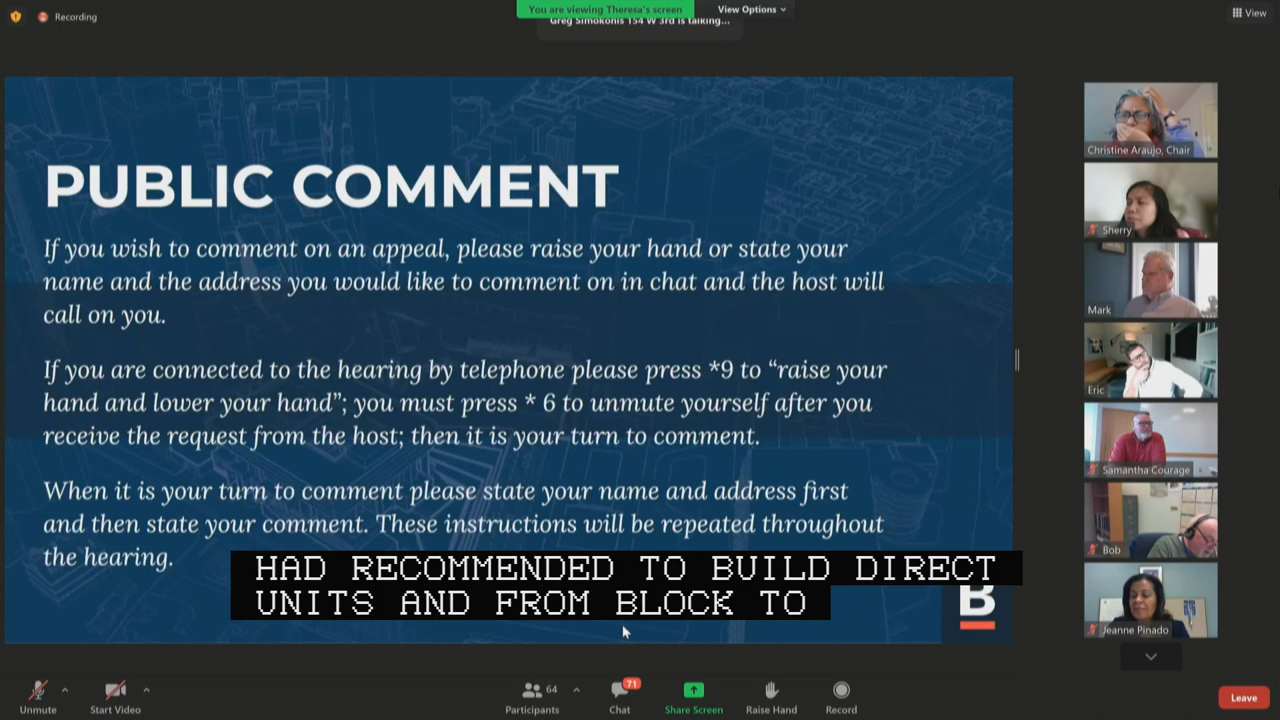 You are viewing Theresa's screen
View Options
Recording
Greg Simokonis 154 W 3rd is talking...
View
PUBLIC COMMENT
If you wish to comment on an appeal, please raise your hand or state your
name and the address you would like to comment on in chat and the host will
call on you.
If you are connected to the hearing by telephone please press *9 to “raise your
hand and lower your hand”; you must press * 6 to unmute yourself after you
receive the request from the host; then it is your turn to comment.
When it is your turn to comment please state your name and address first
and then state your comment. These instructions will be repeated throughout
the hearing.
HAD RECOMMENDED TO BUILD DIRECT
UNITS AND FROM BLOCK TO
B
Christine Araujo, Chair
Sherry
Mark
Eric
Samantha Courage
Bob
Jeanne Pinado
Unmute
Start Video
64
Participants
71
Chat
Share Screen
Raise Hand
Record
Leave